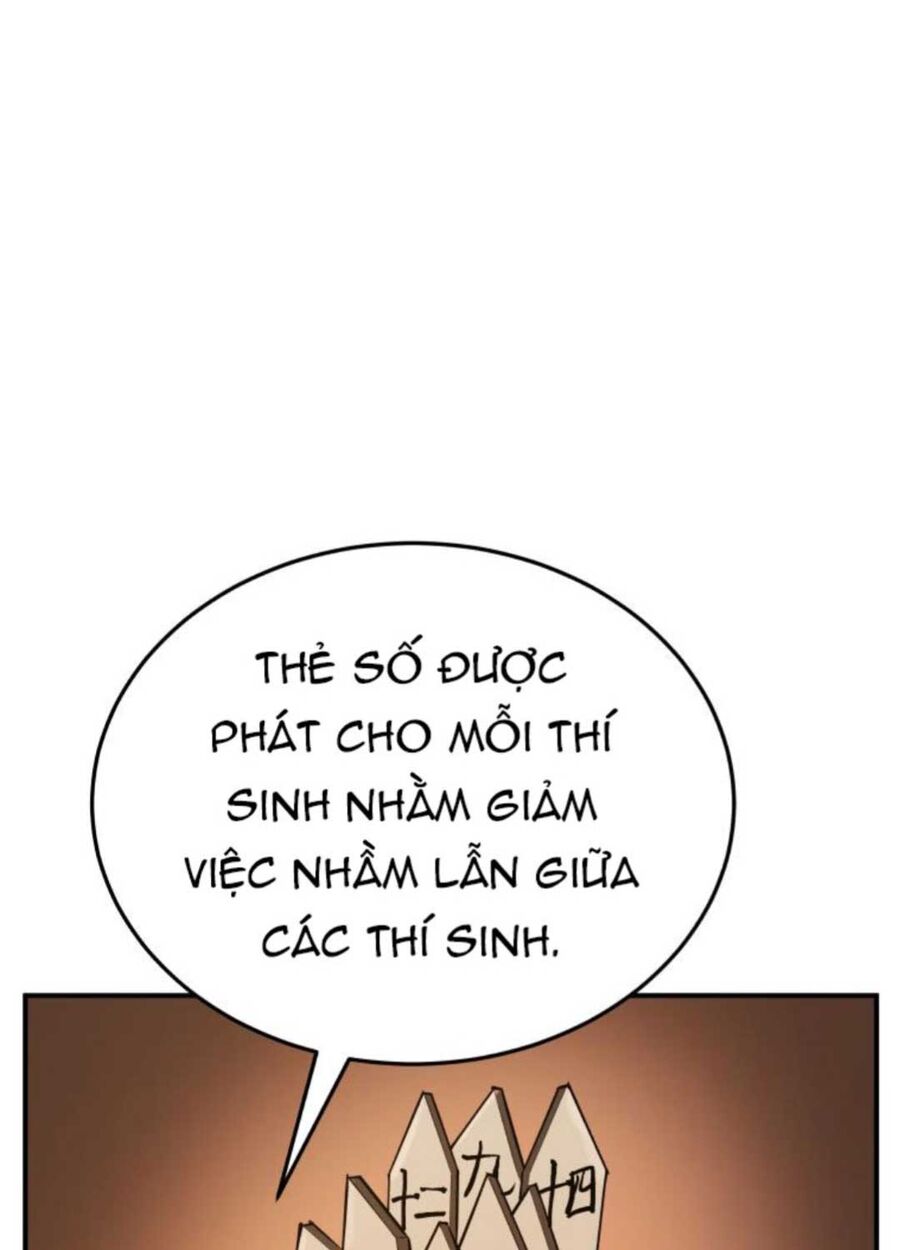 THẺ SỐ ĐƯỢC
PHÁT CHO MỖI THÍ
SINH NHẰM GIẢM
VIỆC NHẦM LẪN GIỮA
CÁC THÍ SINH.
十二
九
十四